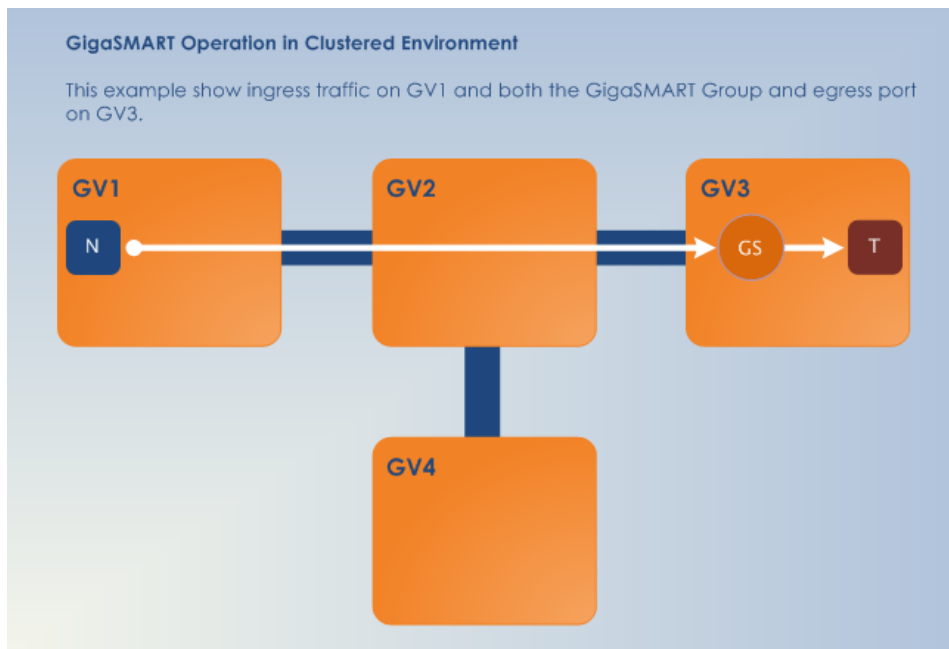 GigaSMART Operation in Clustered Environment
This example show ingress traffic on GV1 and both the GigaSMART Group and egress port
on GV3.
GV1
GV2
GV3
N
GS
T
GV4